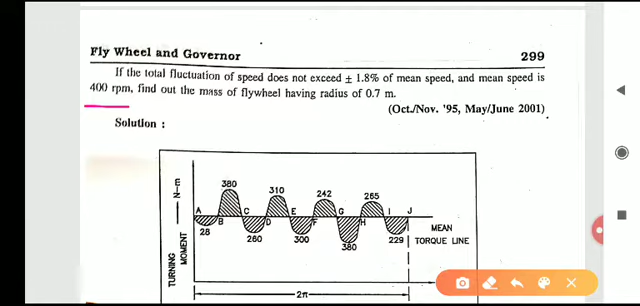 Fly Wheel and Governor 299
If the total fluctuation of speed does not exceed ± 1.8% of mean speed, and mean speed is
400 rpm, find out the mass of flywheel having radius of 0.7 m.
(Oct./Nov. '95, May/June 2001)
Solution :
TURNING MOMENT N–m
380 310 242 265
A B C D E F G H I J
28 260 300 380 229
MEAN
TORQUE LINE
2π